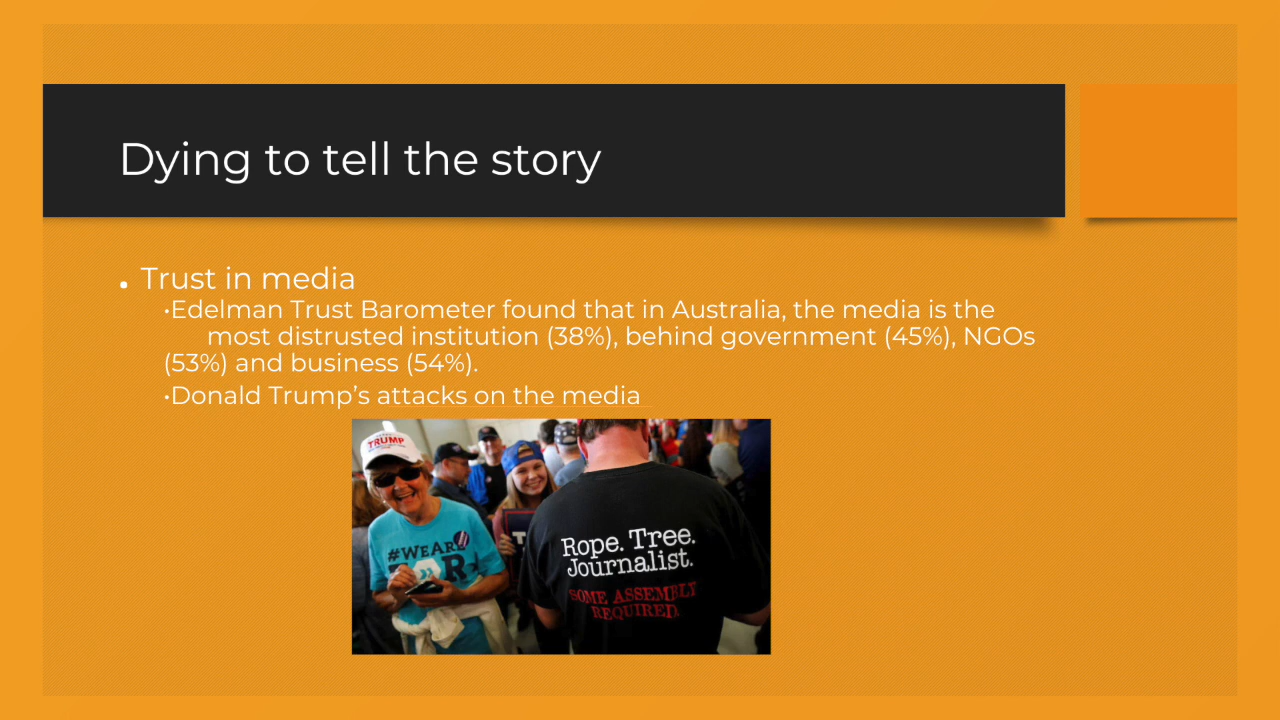 Dying to tell the story
. Trust in media
•Edelman Trust Barometer found that in Australia, the media is the
most distrusted institution (38%), behind government (45%), NGOs
(53%) and business (54%).
•Donald Trump’s attacks on the media
TRUMP
#WEARE
Rope. Tree.
Journalist.
SOME ASSEMBLY
REQUIRED.